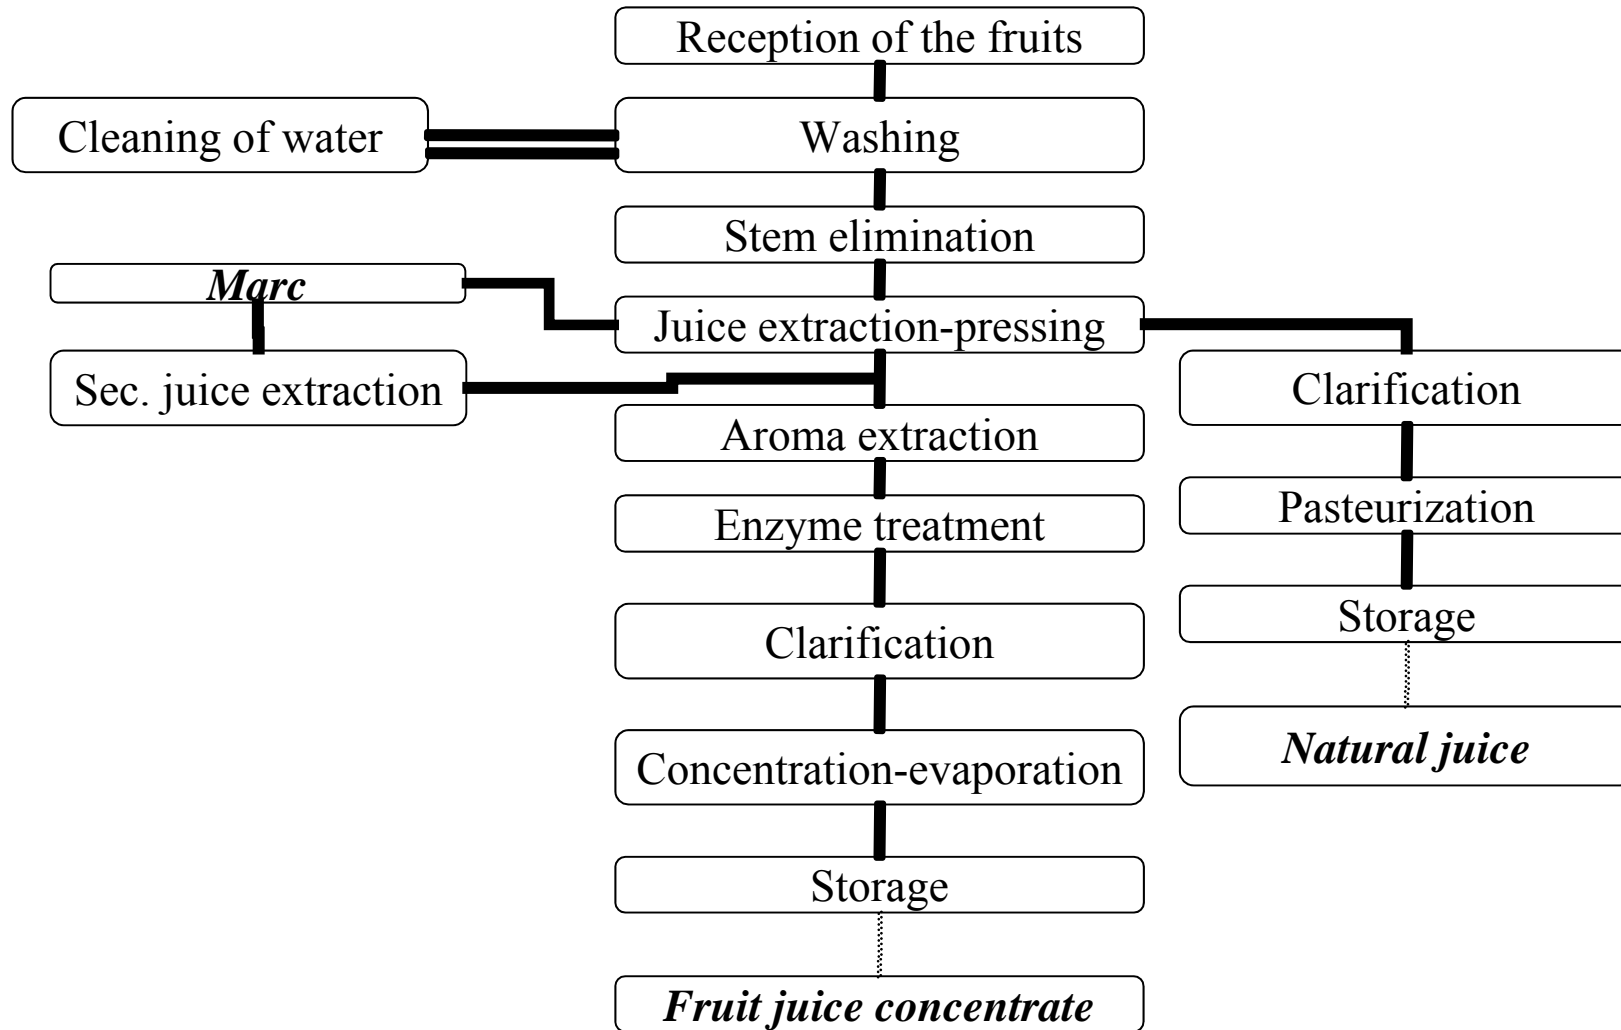 Reception of the fruits
Cleaning of water
Washing
Stem elimination
Marc
Juice extraction-pressing
Sec. juice extraction
Clarification
Aroma extraction
Pasteurization
Enzyme treatment
Storage
Clarification
Natural juice
Concentration-evaporation
Storage
Fruit juice concentrate